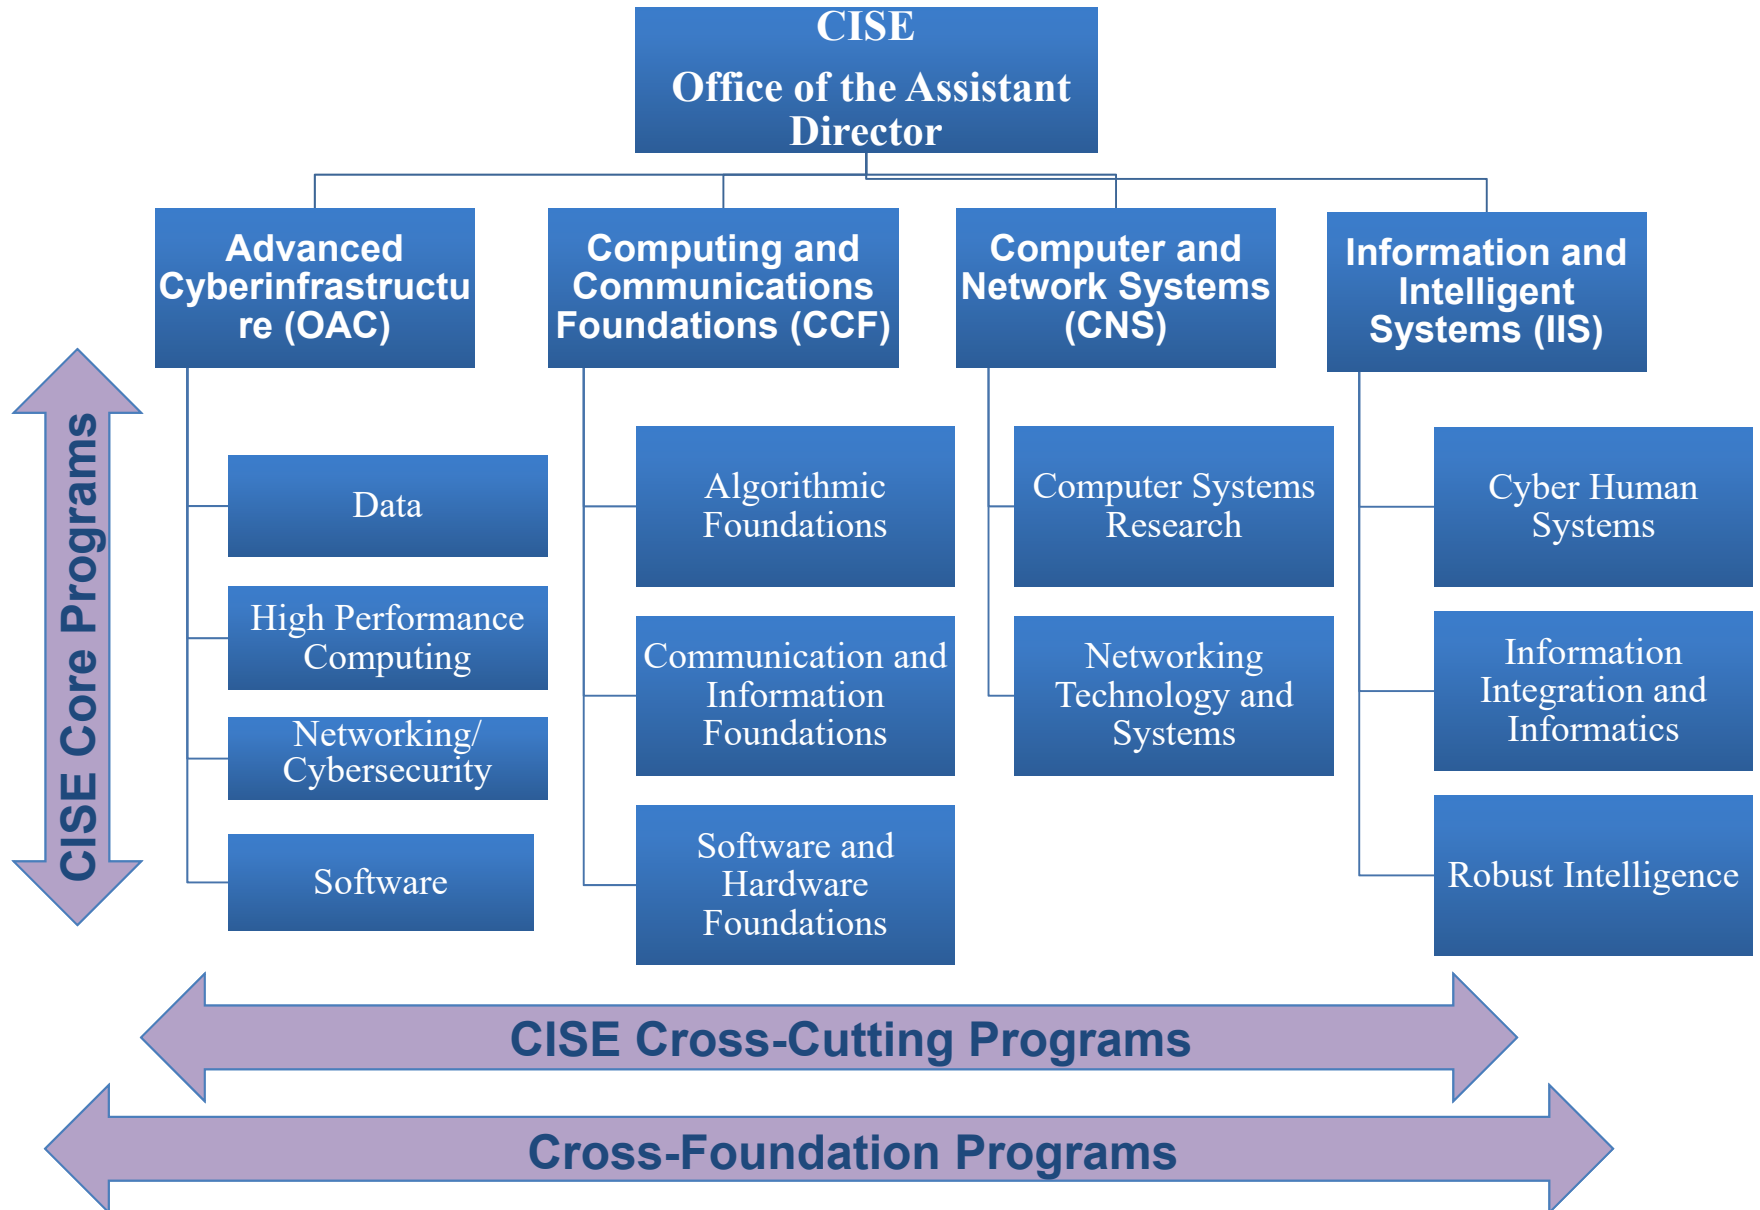 CISE
Office of the Assistant
Director
Advanced
Cyberinfrastructu
re (OAC)
Computing and
Communications
Foundations (CCF)
Computer and
Network Systems
(CNS)
Information and
Intelligent
Systems (IIS)
CISE Core Programs
Data
High Performance
Computing
Networking/
Cybersecurity
Software
Algorithmic
Foundations
Communication and
Information
Foundations
Software and
Hardware
Foundations
Computer Systems
Research
Networking
Technology and
Systems
Cyber Human
Systems
Information
Integration and
Informatics
Robust Intelligence
CISE Cross-Cutting Programs
Cross-Foundation Programs